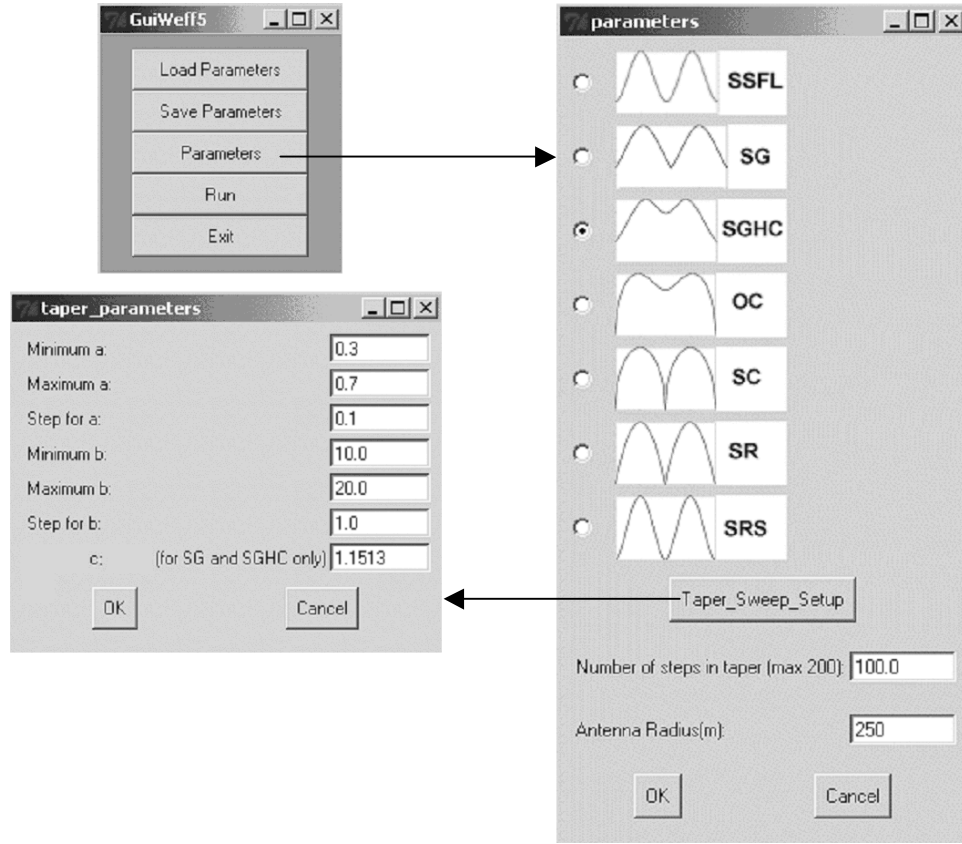 GuiWeff5
Load Parameters
Save Parameters
Parameters
Run
Exit
parameters
SSFL
SG
SGHC
OC
SC
SR
SRS
Taper_Sweep_Setup
Number of steps in taper (max 200): 100.0
Antenna Radius(m): 250
OK Cancel
taper_parameters
Minimum a: 0.3
Maximum a: 0.7
Step for a: 0.1
Minimum b: 10.0
Maximum b: 20.0
Step for b: 1.0
c: (for SG and SGHC only) 1.1513
OK Cancel